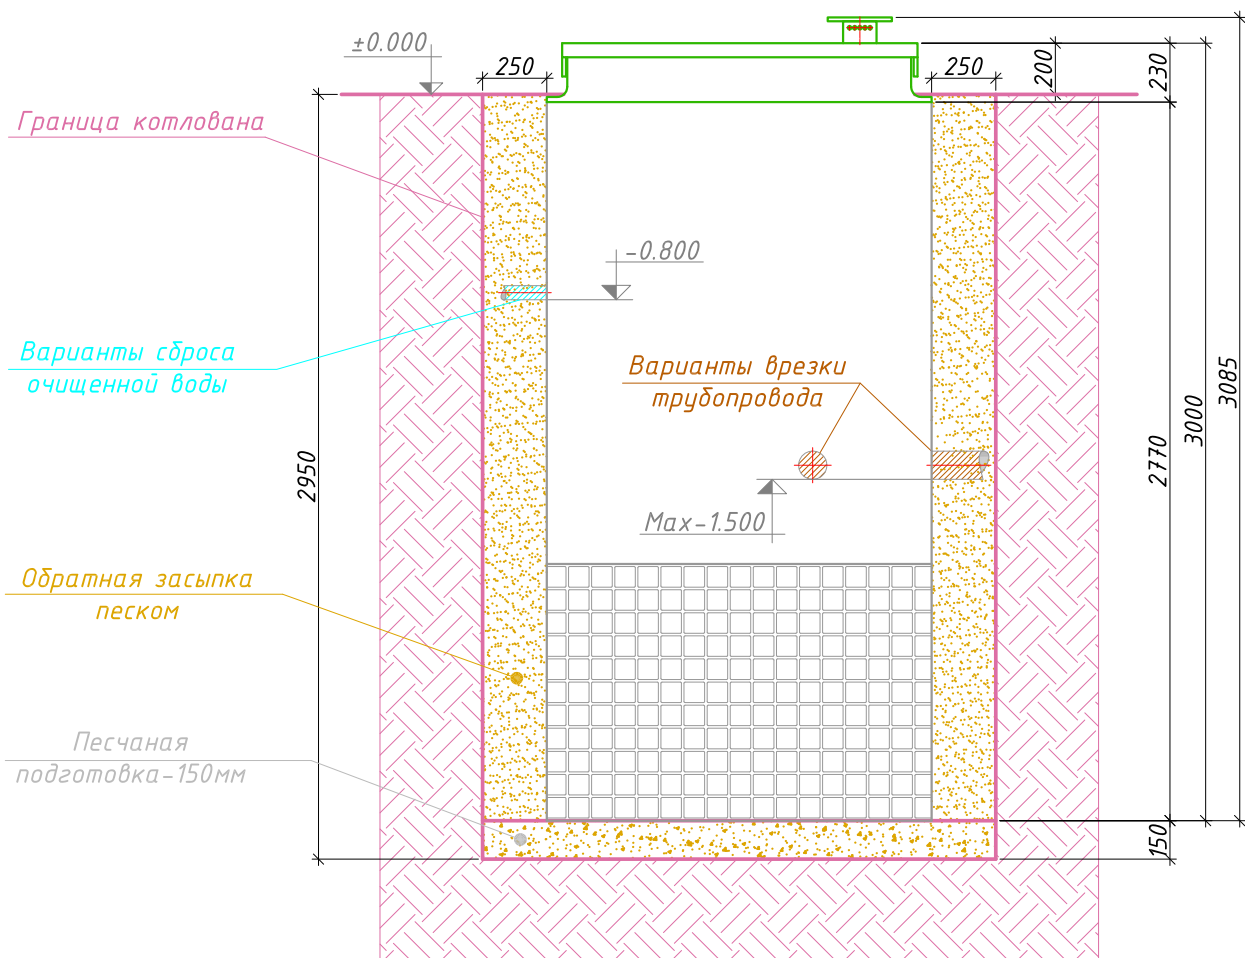 ±0.000
250
250
200
230
Граница котлована
-0.800
Варианты сброса
очищенной воды
Варианты врезки
трубопровода
3085
3000
2770
2950
Max-1.500
Обратная засыпка
песком
Песчаная
подготовка-150мм
150